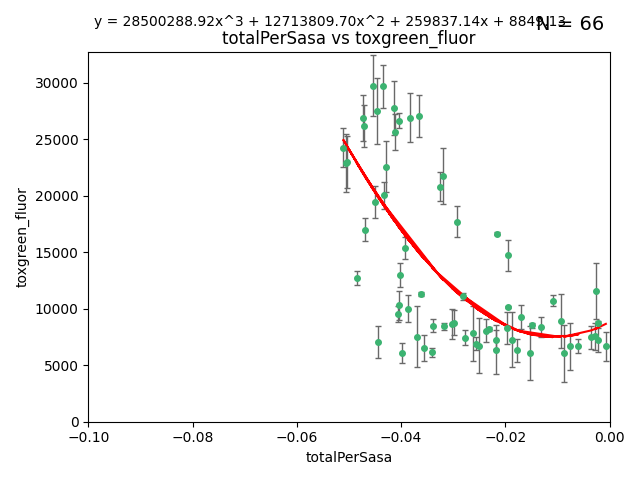 y = 28500288.92x^3 + 12713809.70x^2 + 259837.14x + 8849.13
N = 66
totalPerSasa vs toxgreen_fluor
30000
25000
20000
15000
10000
5000
0
toxgreen_fluor
−0.10 −0.08 −0.06 −0.04 −0.02 0.00
totalPerSasa